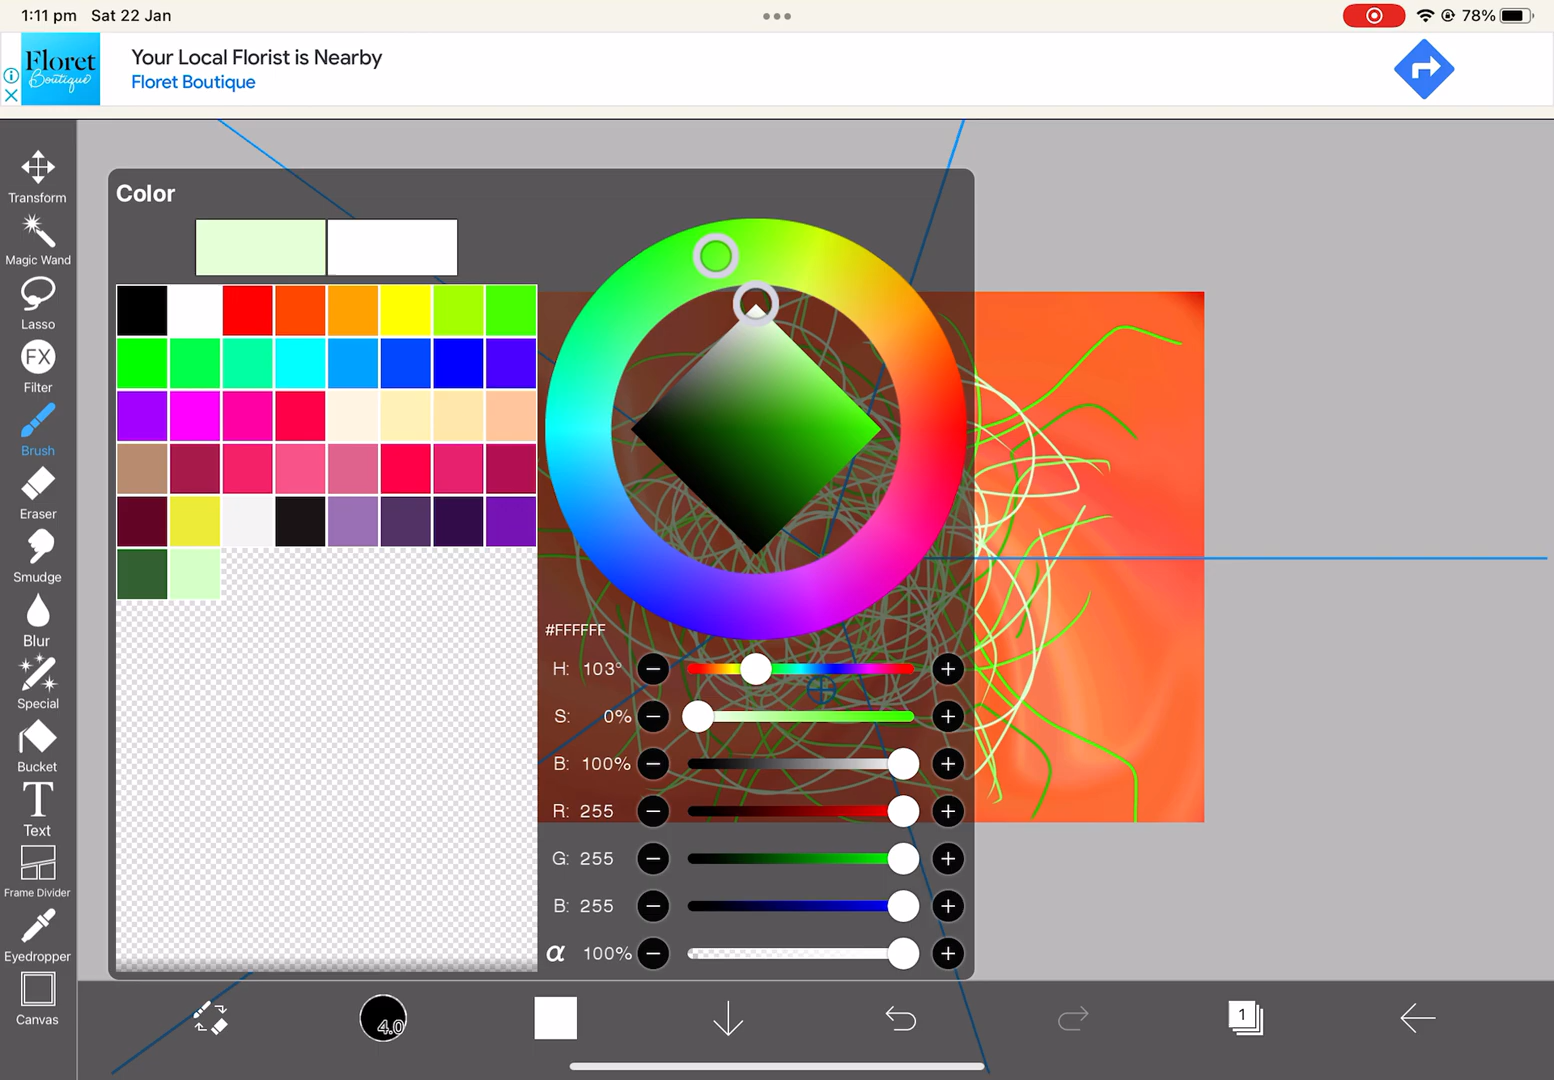 1:11 pm Sat 22 Jan
78%
Floret
Boutique
Your Local Florist is Nearby
Floret Boutique
Transform
Magic Wand
Lasso
FX
Filter
Brush
Eraser
Smudge
Blur
Special
Bucket
T
Text
Frame Divider
Eyedropper
Canvas
Color
#FFFFFF
H: 103°
S: 0%
B: 100%
R: 255
G: 255
B: 255
α 100%
4.0
1